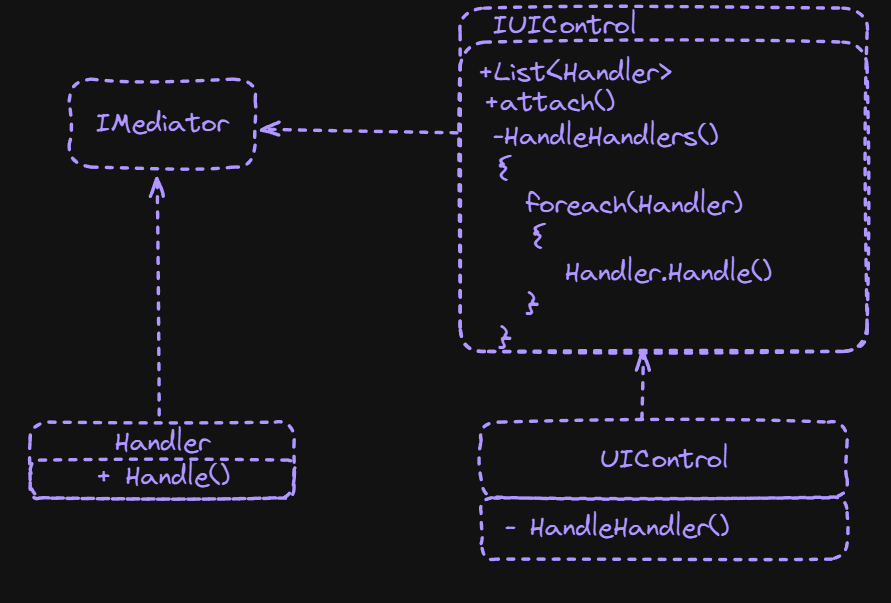 IUIControl
+List<Handler>
+attach()
-HandleHandlers()
{
foreach(Handler)
{
Handler.Handle()
}
}
IMediator
Handler
+ Handle()
UIControl
- HandleHandler()